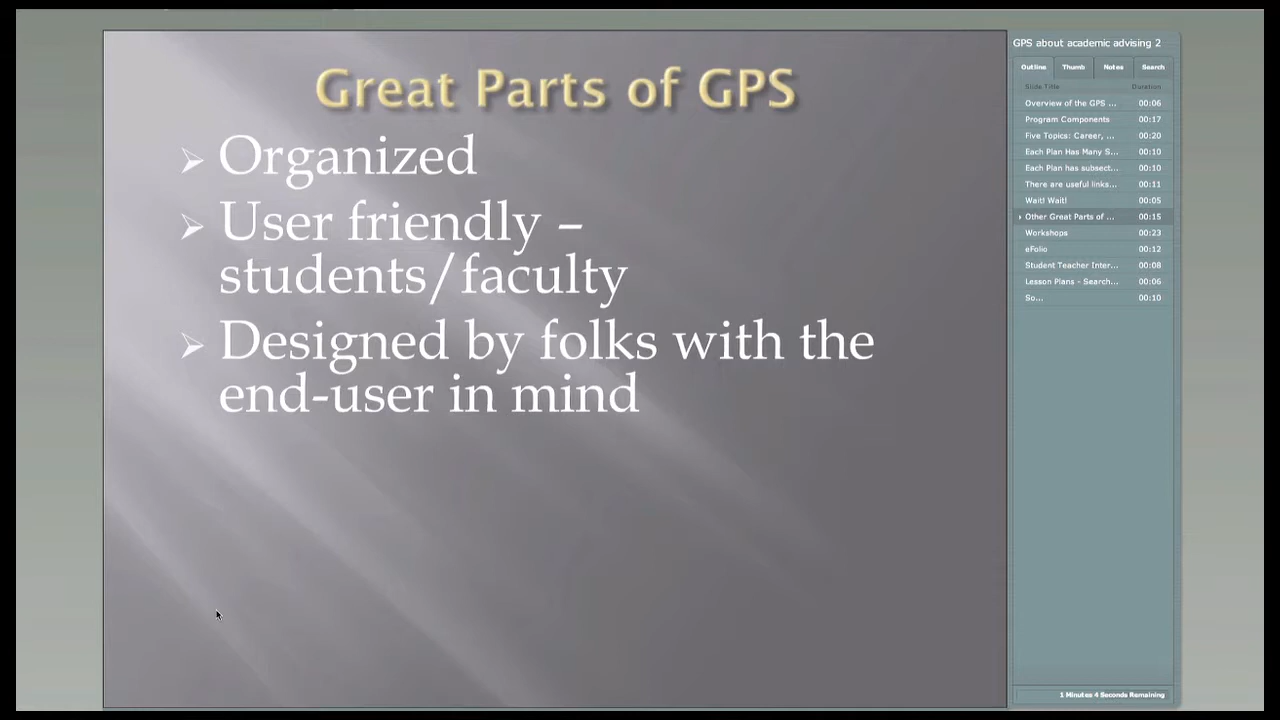 Great Parts of GPS
➢ Organized
➢ User friendly –
students/faculty
➢ Designed by folks with the
end-user in mind
GPS about academic advising 2
Outline Thumb Notes Search
Slide Title Duration
Overview of the GPS ... 00:06
Program Components 00:17
Five Topics: Career, ... 00:20
Each Plan Has Many S... 00:10
Each Plan has subsect... 00:10
There are useful links... 00:11
Wait! Wait! 00:05
Other Great Parts of ... 00:15
Workshops 00:23
eFolio 00:12
Student Teacher Inter... 00:08
Lesson Plans - Search... 00:06
So... 00:10
1 Minutes 4 Seconds Remaining